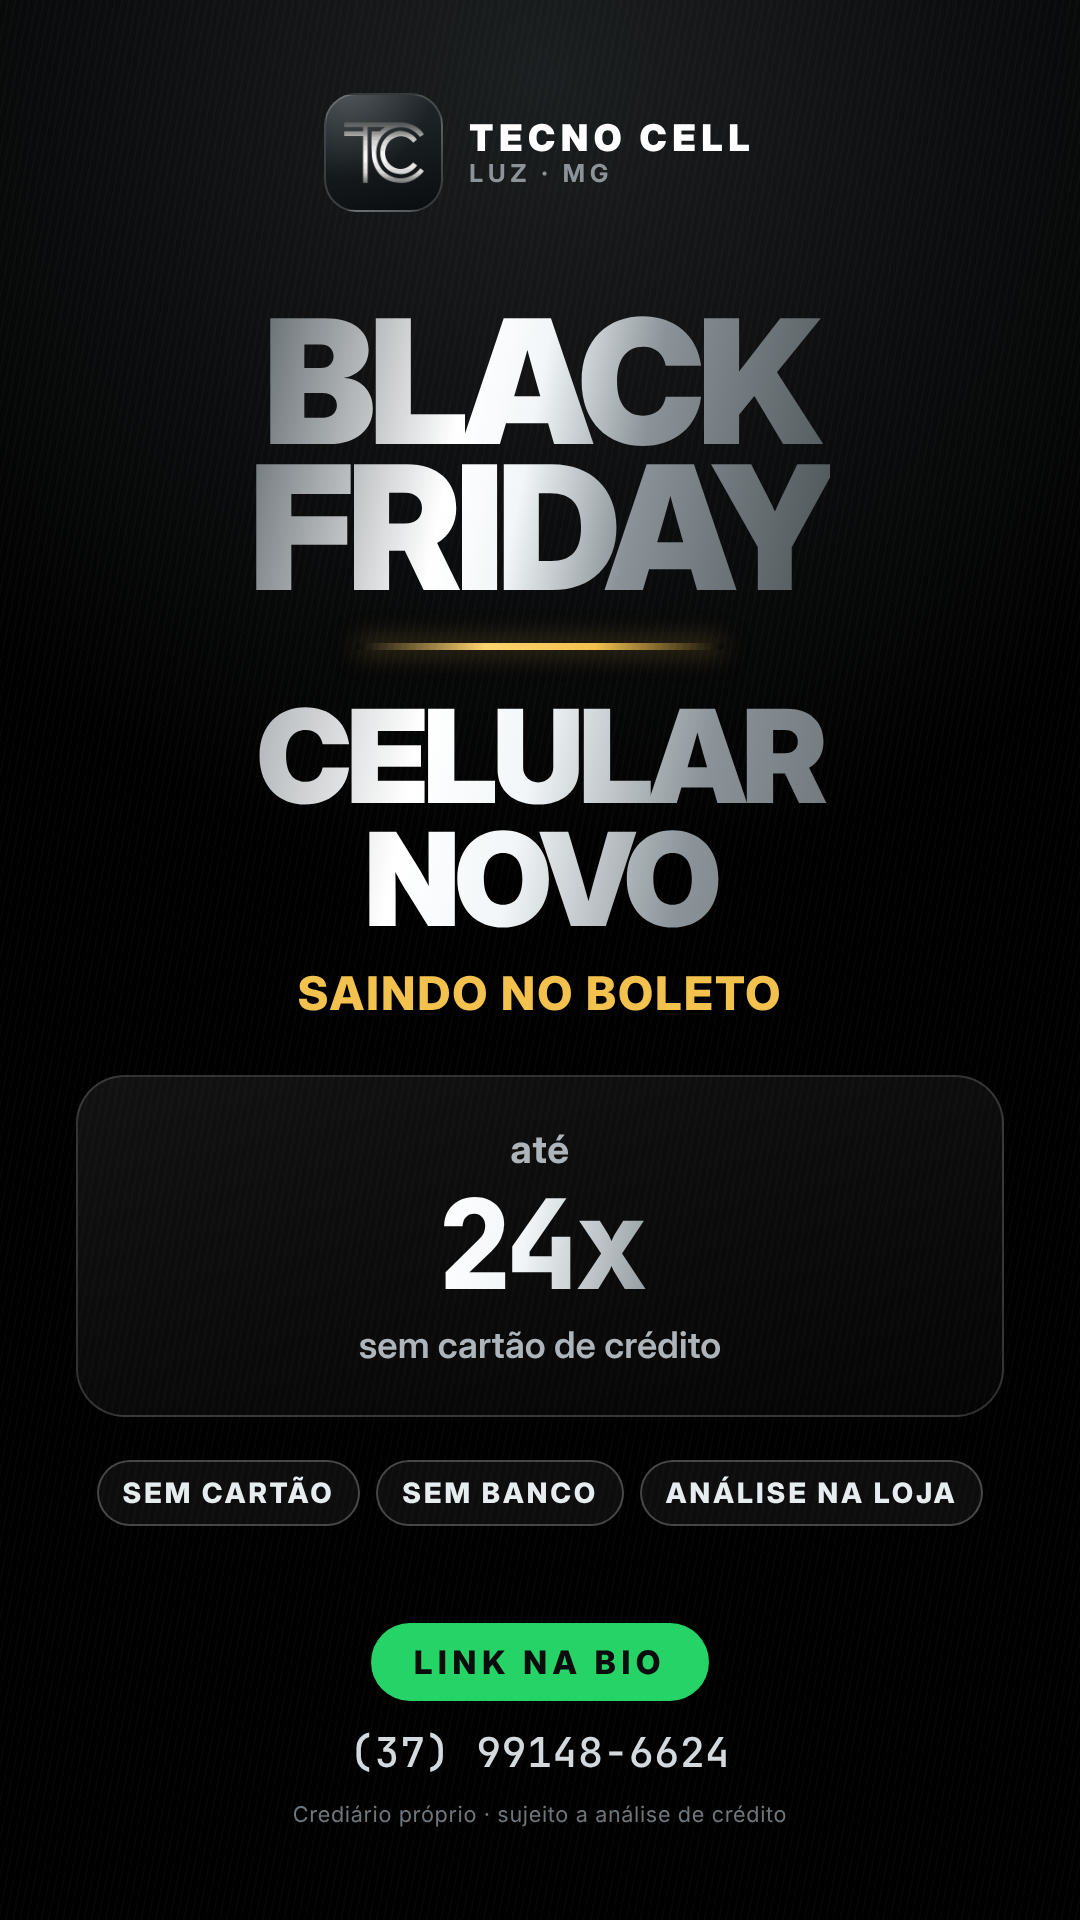 TC
TECNO CELL
LUZ · MG
BLACK
FRIDAY
CELULAR
NOVO
SAINDO NO BOLETO
até
24x
sem cartão de crédito
SEM CARTÃO
SEM BANCO
ANÁLISE NA LOJA
LINK NA BIO
(37) 99148-6624
Crediário próprio · sujeito a análise de crédito